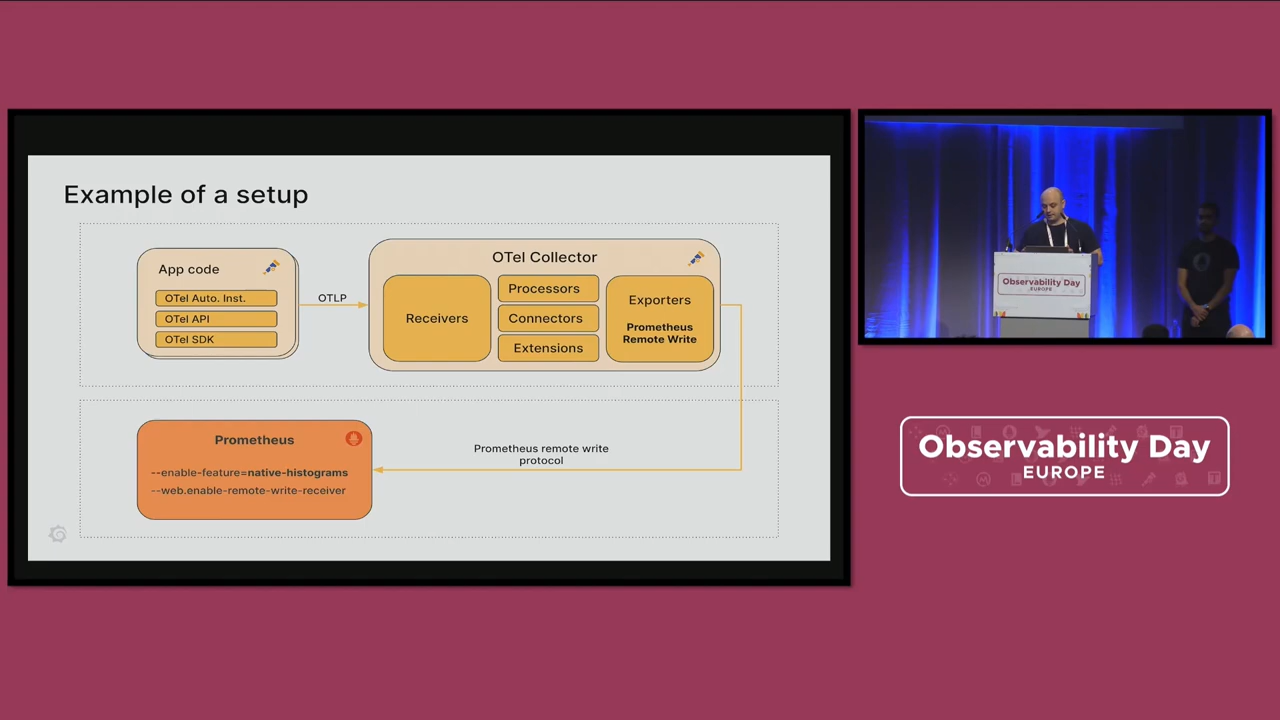 Example of a setup
App code
OTel Auto. Inst.
OTel API
OTel SDK
OTLP
OTel Collector
Receivers
Processors
Connectors
Extensions
Exporters
Prometheus
Remote Write
Prometheus
--enable-feature=native-histograms
--web.enable-remote-write-receiver
Prometheus remote write
protocol
Observability Day
EUROPE
Observability Day
EUROPE